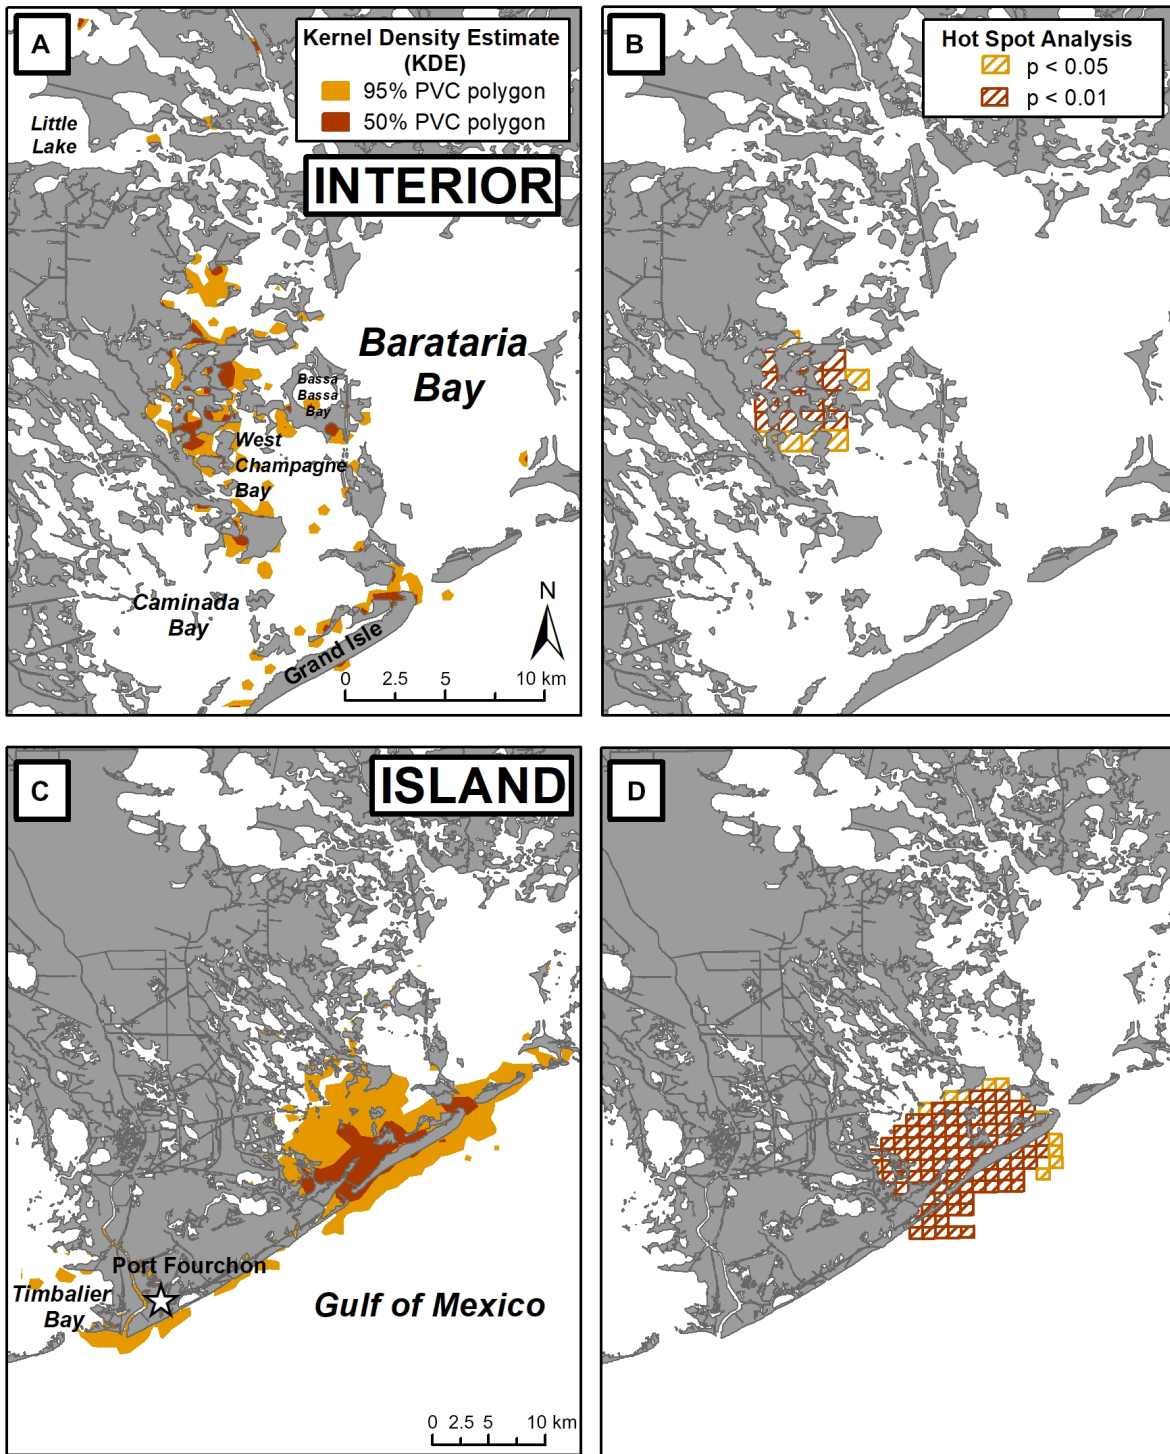 A
Kernel Density Estimate
(KDE)
95% PVC polygon
50% PVC polygon
Little
Lake
INTERIOR
Barataria
Bay
Bassa
Bassa
Bay
West
Champagne
Bay
Caminada
Bay
Grand Isle
N
0 2.5 5 10 km
B
Hot Spot Analysis
p < 0.05
p < 0.01
C
ISLAND
Port Fourchon
Timbalier
Bay
Gulf of Mexico
0 2.5 5 10 km
D